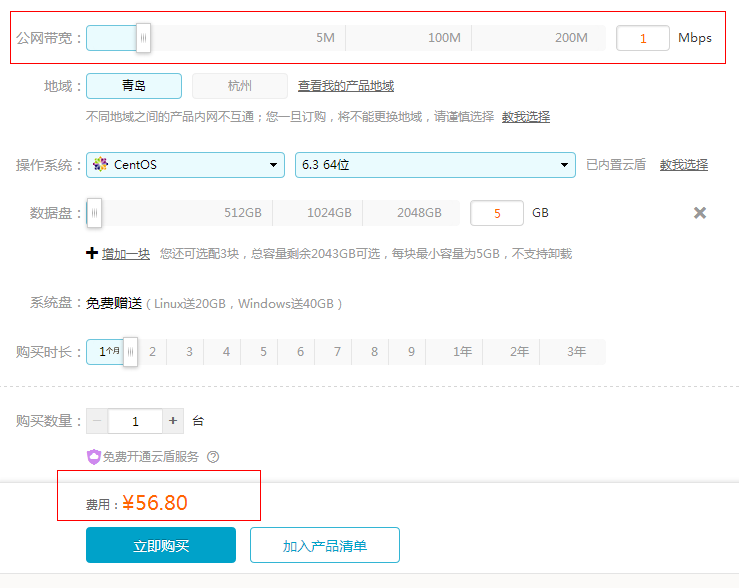 公网带宽： 5M 100M 200M 1 Mbps
地域： 青岛 杭州 查看我的产品地域
不同地域之间的产品内网不互通；您一旦订购，将不能更换地域，请谨慎选择 教我选择
操作系统： CentOS 6.3 64位 已内置云盾 教我选择
数据盘： 512GB 1024GB 2048GB 5 GB
增加一块 您还可选配3块，总容量剩余2043GB可选，每块最小容量为5GB，不支持卸载
系统盘：免费赠送（Linux送20GB，Windows送40GB）
购买时长： 1个月 2 3 4 5 6 7 8 9 1年 2年 3年
购买数量： − 1 + 台
免费开通云盾服务 ?
费用：¥56.80
立即购买 加入产品清单